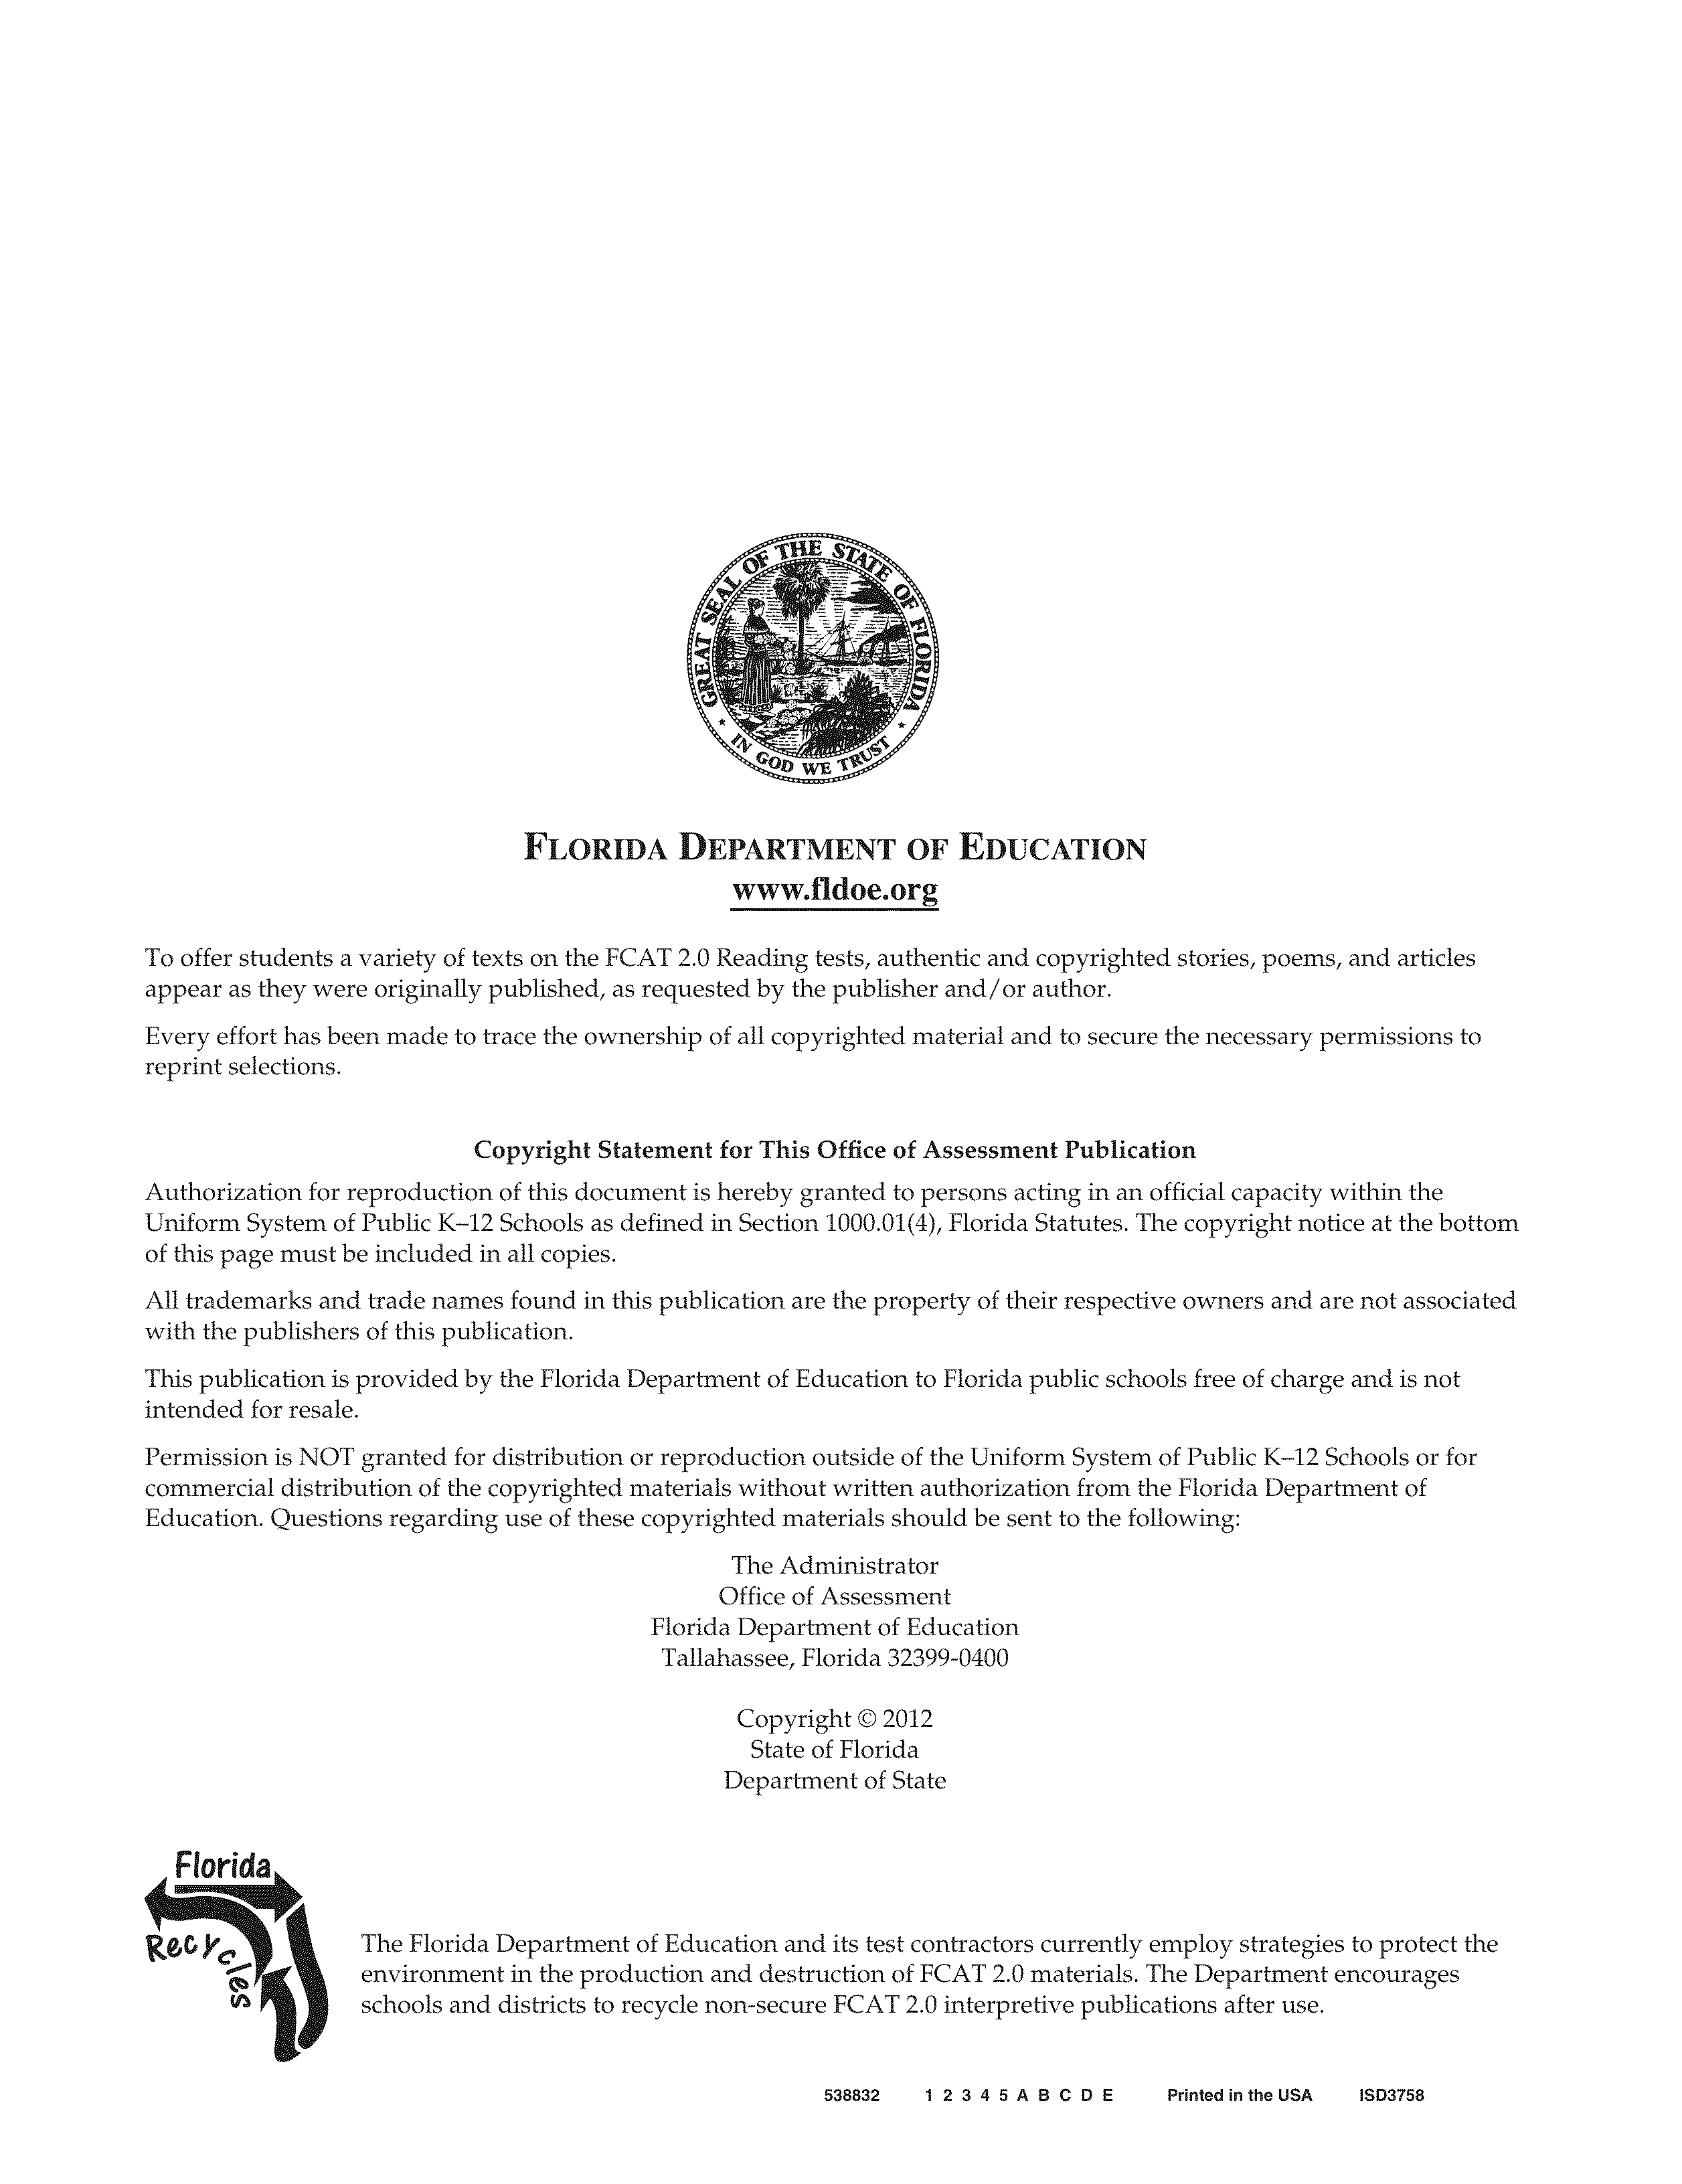 GREAT SEAL OF THE STATE OF FLORIDA
IN GOD WE TRUST
FLORIDA DEPARTMENT OF EDUCATION
www.fldoe.org
To offer students a variety of texts on the FCAT 2.0 Reading tests, authentic and copyrighted stories, poems, and articles
appear as they were originally published, as requested by the publisher and/or author.
Every effort has been made to trace the ownership of all copyrighted material and to secure the necessary permissions to
reprint selections.
Copyright Statement for This Office of Assessment Publication
Authorization for reproduction of this document is hereby granted to persons acting in an official capacity within the
Uniform System of Public K–12 Schools as defined in Section 1000.01(4), Florida Statutes. The copyright notice at the bottom
of this page must be included in all copies.
All trademarks and trade names found in this publication are the property of their respective owners and are not associated
with the publishers of this publication.
This publication is provided by the Florida Department of Education to Florida public schools free of charge and is not
intended for resale.
Permission is NOT granted for distribution or reproduction outside of the Uniform System of Public K–12 Schools or for
commercial distribution of the copyrighted materials without written authorization from the Florida Department of
Education. Questions regarding use of these copyrighted materials should be sent to the following:
The Administrator
Office of Assessment
Florida Department of Education
Tallahassee, Florida 32399-0400
Copyright © 2012
State of Florida
Department of State
Florida
Recycles
The Florida Department of Education and its test contractors currently employ strategies to protect the
environment in the production and destruction of FCAT 2.0 materials. The Department encourages
schools and districts to recycle non-secure FCAT 2.0 interpretive publications after use.
538832 1 2 3 4 5 A B C D E Printed in the USA ISD3758